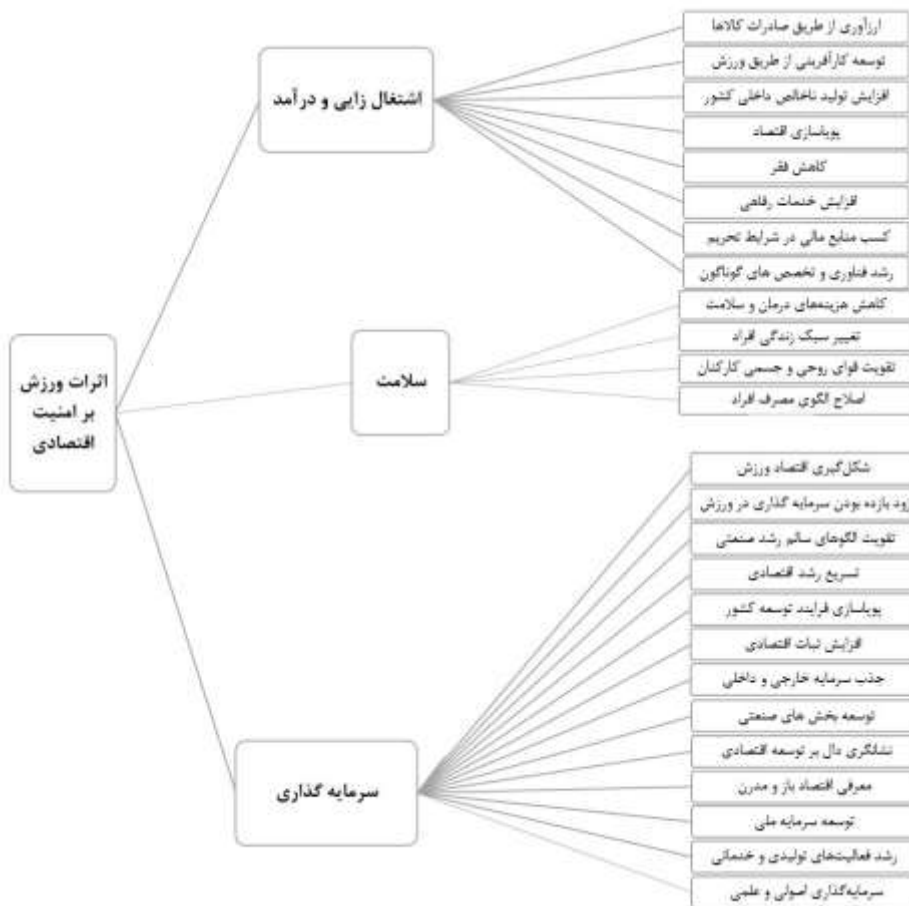 اثرات ورزش
بر امنیت
اقتصادی
اشتغال زایی و درآمد
ارزآوری از طریق صادرات کالاها
توسعه کارآفرینی از طریق ورزش
افزایش تولید ناخالص داخلی کشور
پویاسازی اقتصاد
کاهش فقر
افزایش خدمات رفاهی
کسب منابع مالی در شرایط تحریم
رشد فناوری و تخصص های گوناگون
سلامت
کاهش هزینه‌های درمان و سلامت
تغییر سبک زندگی افراد
تقویت قوای روحی و جسمی کارکنان
اصلاح الگوی مصرف افراد
سرمایه گذاری
شکل‌گیری اقتصاد ورزش
زود بازده بودن سرمایه گذاری در ورزش
تقویت الگوهای سالم رشد صنعتی
تسریع رشد اقتصادی
پویاسازی فرایند توسعه کشور
افزایش ثبات اقتصادی
جذب سرمایه خارجی و داخلی
توسعه بخش های صنعتی
نشانگری دال بر توسعه اقتصادی
معرفی اقتصاد باز و مدرن
توسعه سرمایه ملی
رشد فعالیت‌های تولیدی و خدماتی
سرمایه‌گذاری اصولی و علمی